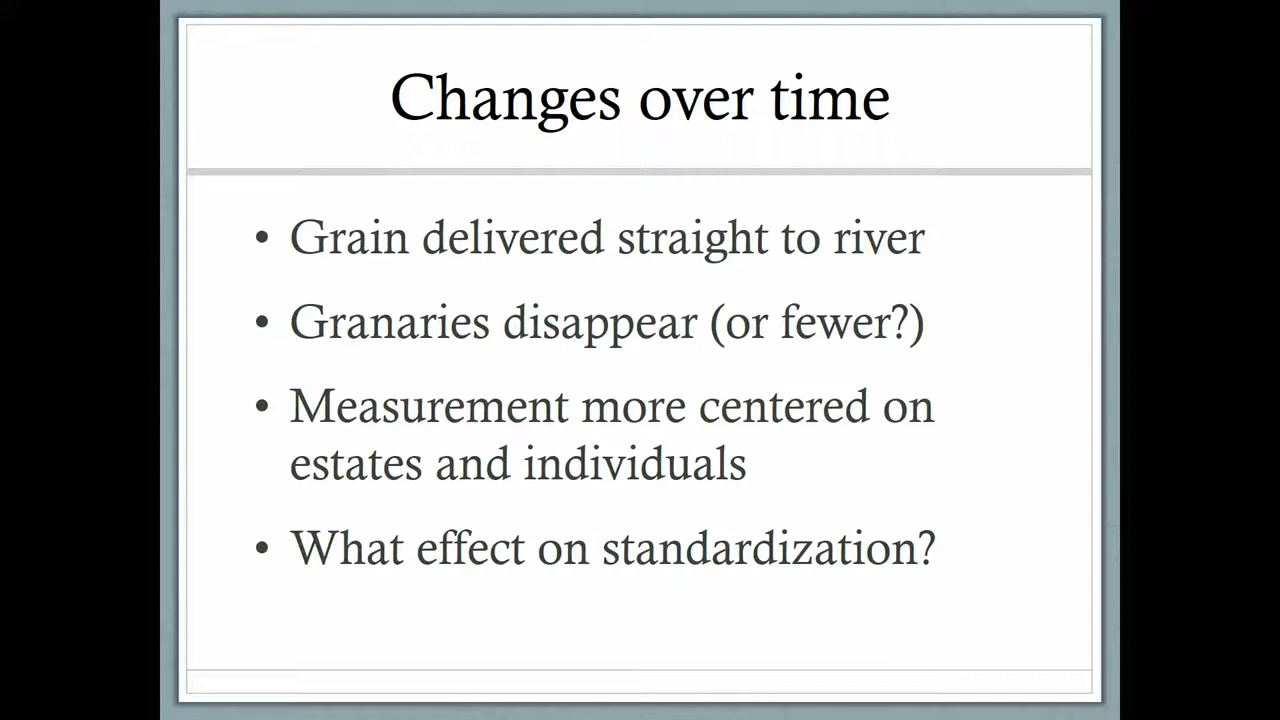 Changes over time
• Grain delivered straight to river
• Granaries disappear (or fewer?)
• Measurement more centered on
estates and individuals
• What effect on standardization?